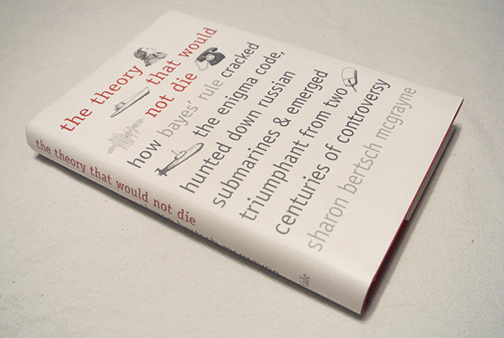 the theory that would
not die
how bayes' rule cracked
the enigma code,
hunted down russian
submarines & emerged
triumphant from two
centuries of controversy
sharon bertsch mcgrayne
the theory that would not die